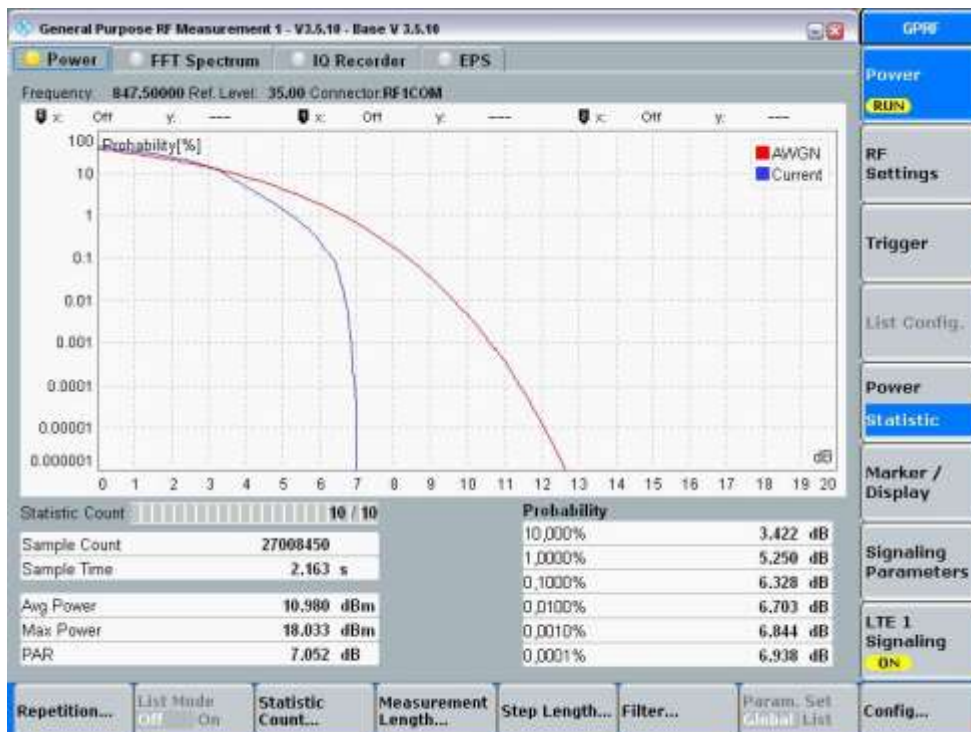 General Purpose RF Measurement 1 - V3.5.10 - Base V 3.5.10
GPRF
Power FFT Spectrum IQ Recorder EPS
Power
RUN
Frequency: 847.50000 Ref. Level: 35.00 Connector: RF1COM
x: Off y: --- x: Off y: --- x: Off y: ---
Probability[%]
AWGN
Current
100
10
1
0.1
0.01
0.001
0.0001
0.00001
0.000001
dB
0 1 2 3 4 5 6 7 8 9 10 11 12 13 14 15 16 17 18 19 20
RF Settings
Trigger
List Config.
Power
Statistic
Marker / Display
Signaling Parameters
LTE 1 Signaling
ON
Statistic Count 10 / 10
Sample Count 27008450
Sample Time 2.163 s
Avg Power 10.980 dBm
Max Power 18.033 dBm
PAR 7.052 dB
Probability
10,000% 3.422 dB
1,0000% 5.250 dB
0,1000% 6.328 dB
0,0100% 6.703 dB
0,0010% 6.844 dB
0,0001% 6.938 dB
Repetition...
List Mode
Off On
Statistic Count...
Measurement Length...
Step Length...
Filter...
Param. Set
Global List
Config...